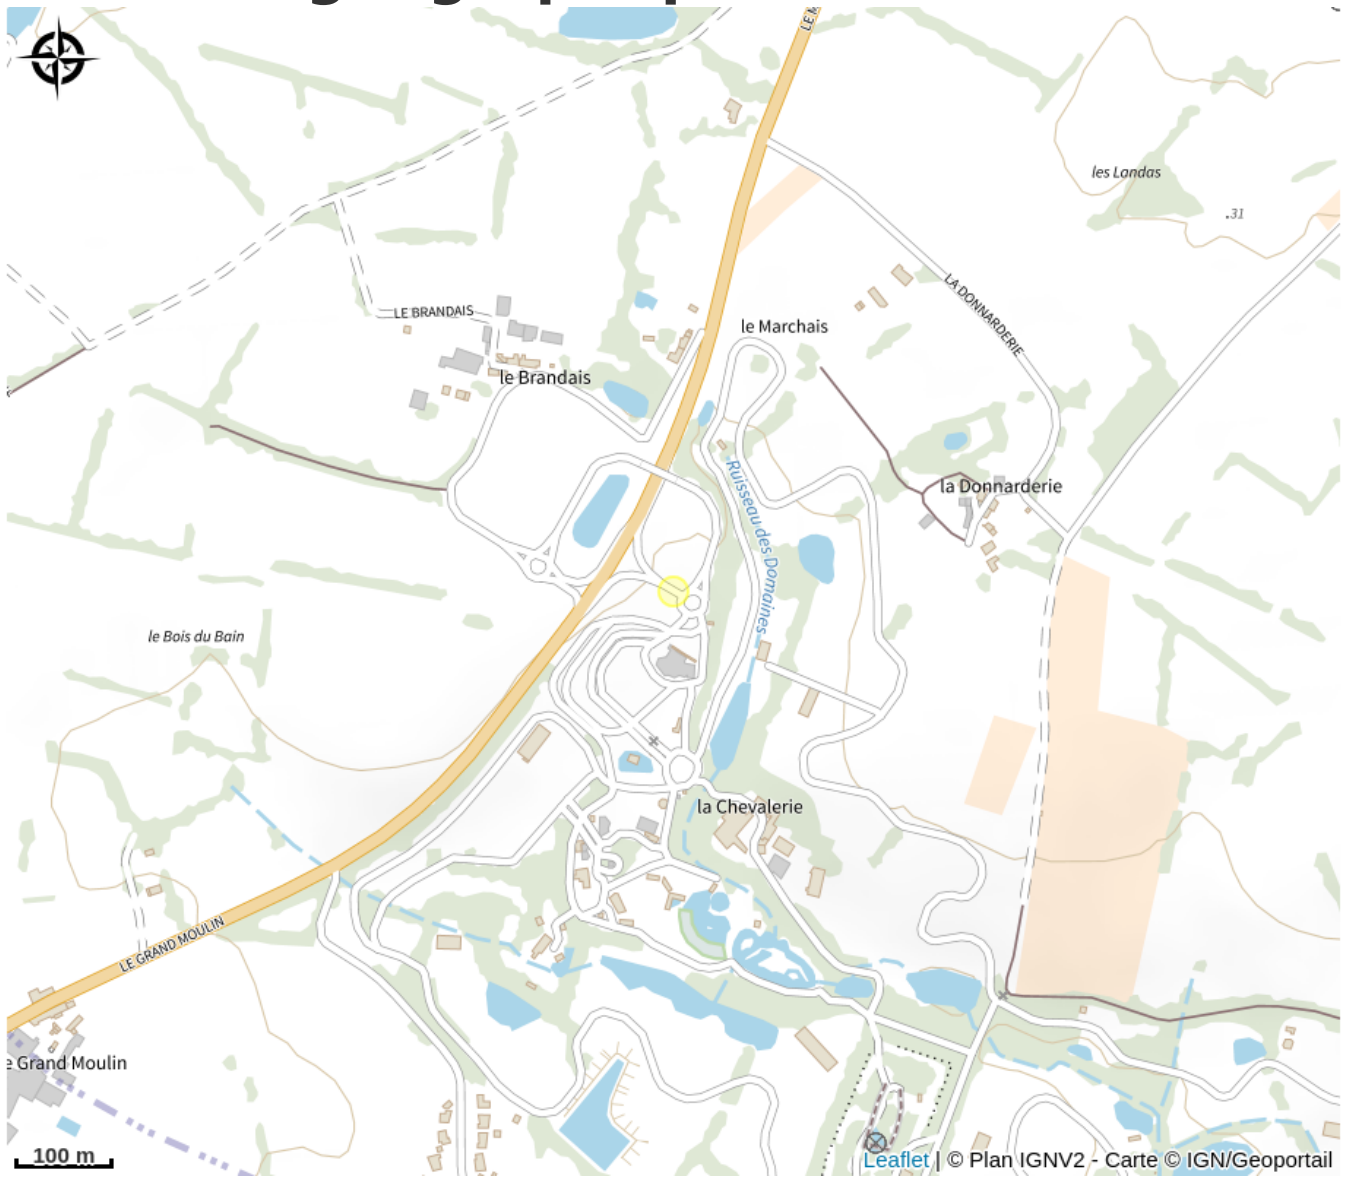 LE M
les Landas
.31
LA DONNARDERIE
LE BRANDAIS
le Marchais
le Brandais
la Donnarderie
Ruisseau des Domaines
le Bois du Bain
la Chevalerie
LE GRAND MOULIN
e Grand Moulin
100 m
Leaflet | © Plan IGNV2 - Carte © IGN/Geoportail